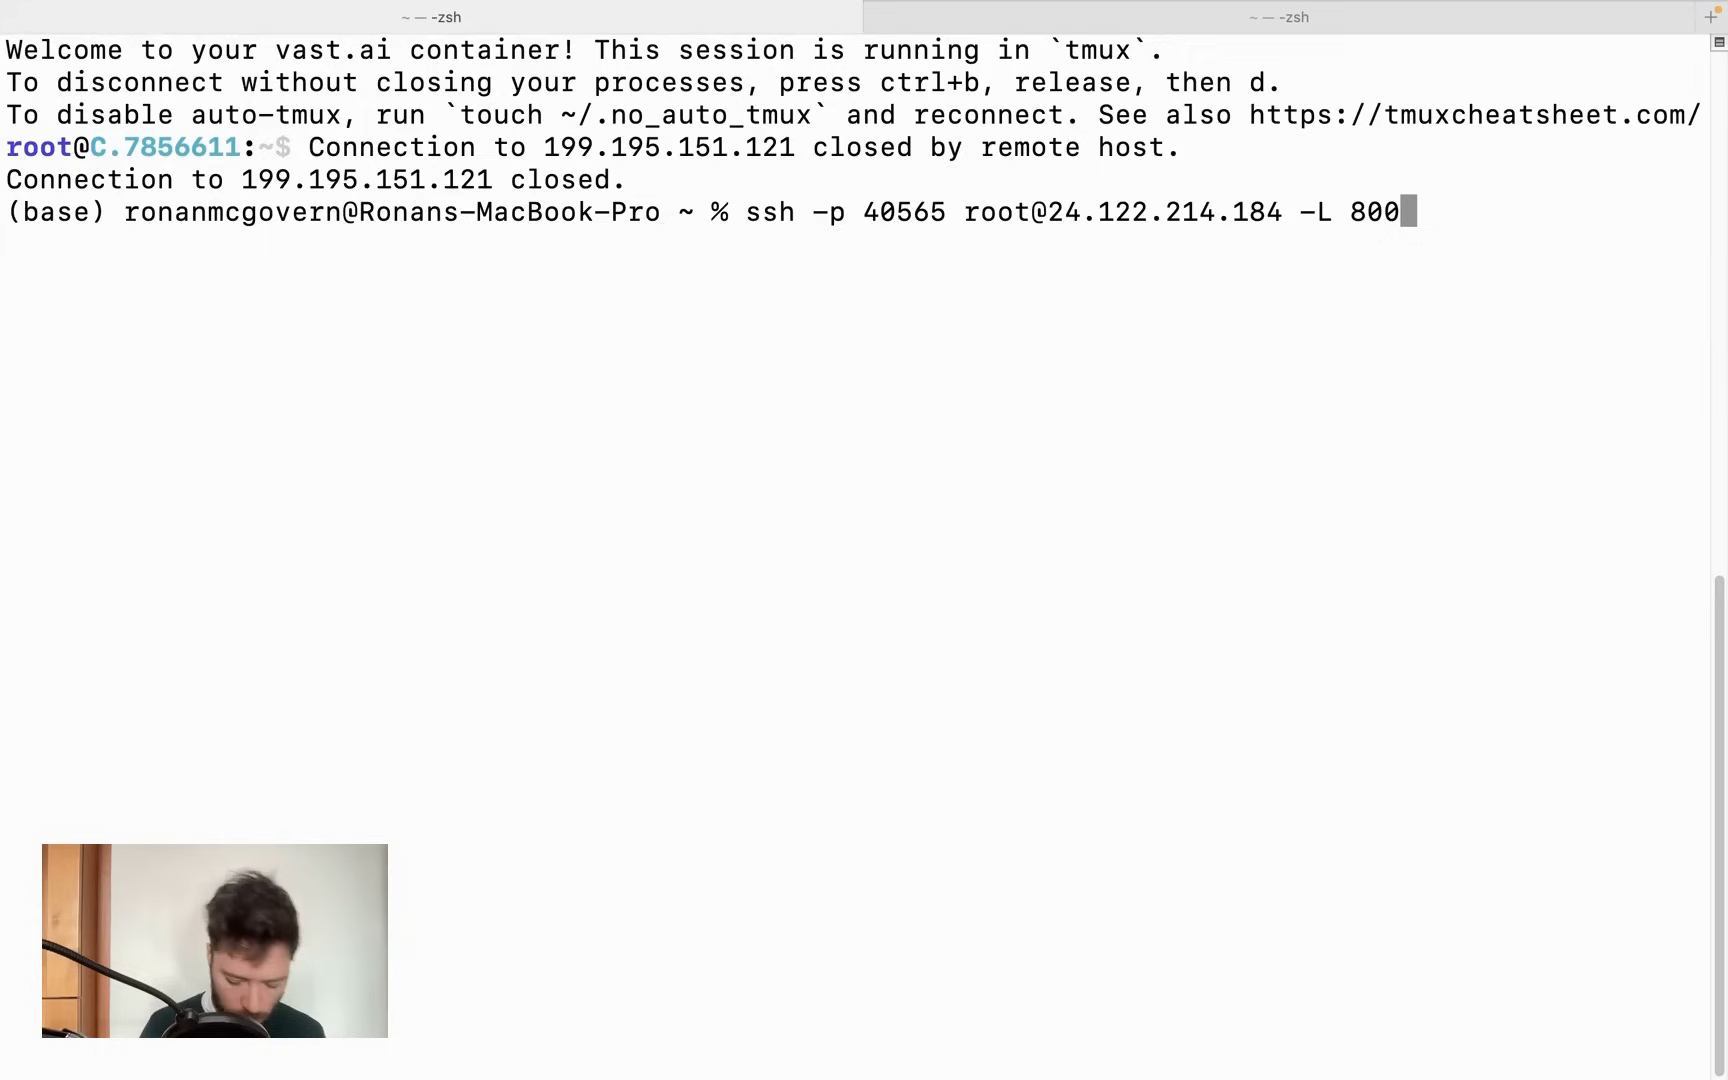 ~ — -zsh
~ — -zsh
Welcome to your vast.ai container! This session is running in `tmux`.
To disconnect without closing your processes, press ctrl+b, release, then d.
To disable auto-tmux, run `touch ~/.no_auto_tmux` and reconnect. See also https://tmuxcheatsheet.com/
root@C.7856611:~$ Connection to 199.195.151.121 closed by remote host.
Connection to 199.195.151.121 closed.
(base) ronanmcgovern@Ronans-MacBook-Pro ~ % ssh -p 40565 root@24.122.214.184 -L 800